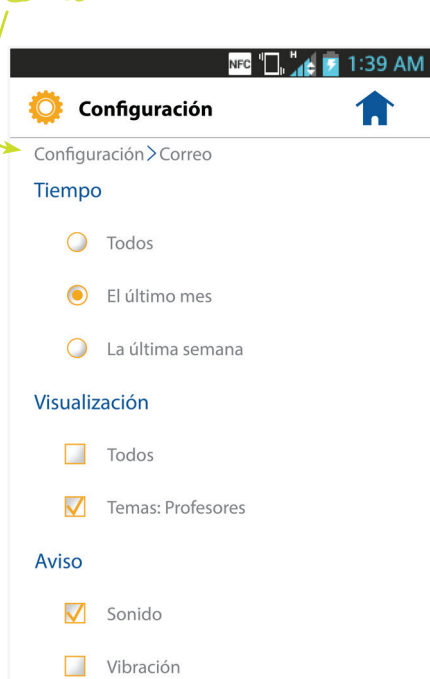 NFC H 1:39 AM
Configuración
Configuración>Correo
Tiempo
Todos
El último mes
La última semana
Visualización
Todos
Temas: Profesores
Aviso
Sonido
Vibración